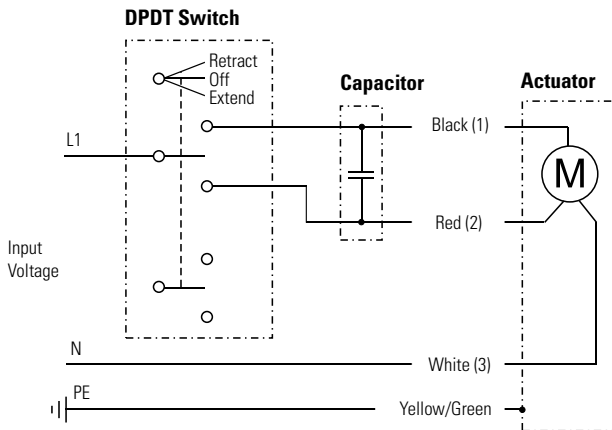 DPDT Switch
Retract
Off
Extend
Capacitor
Actuator
L1
Black (1)
M
Red (2)
Input
Voltage
N
White (3)
PE
Yellow/Green